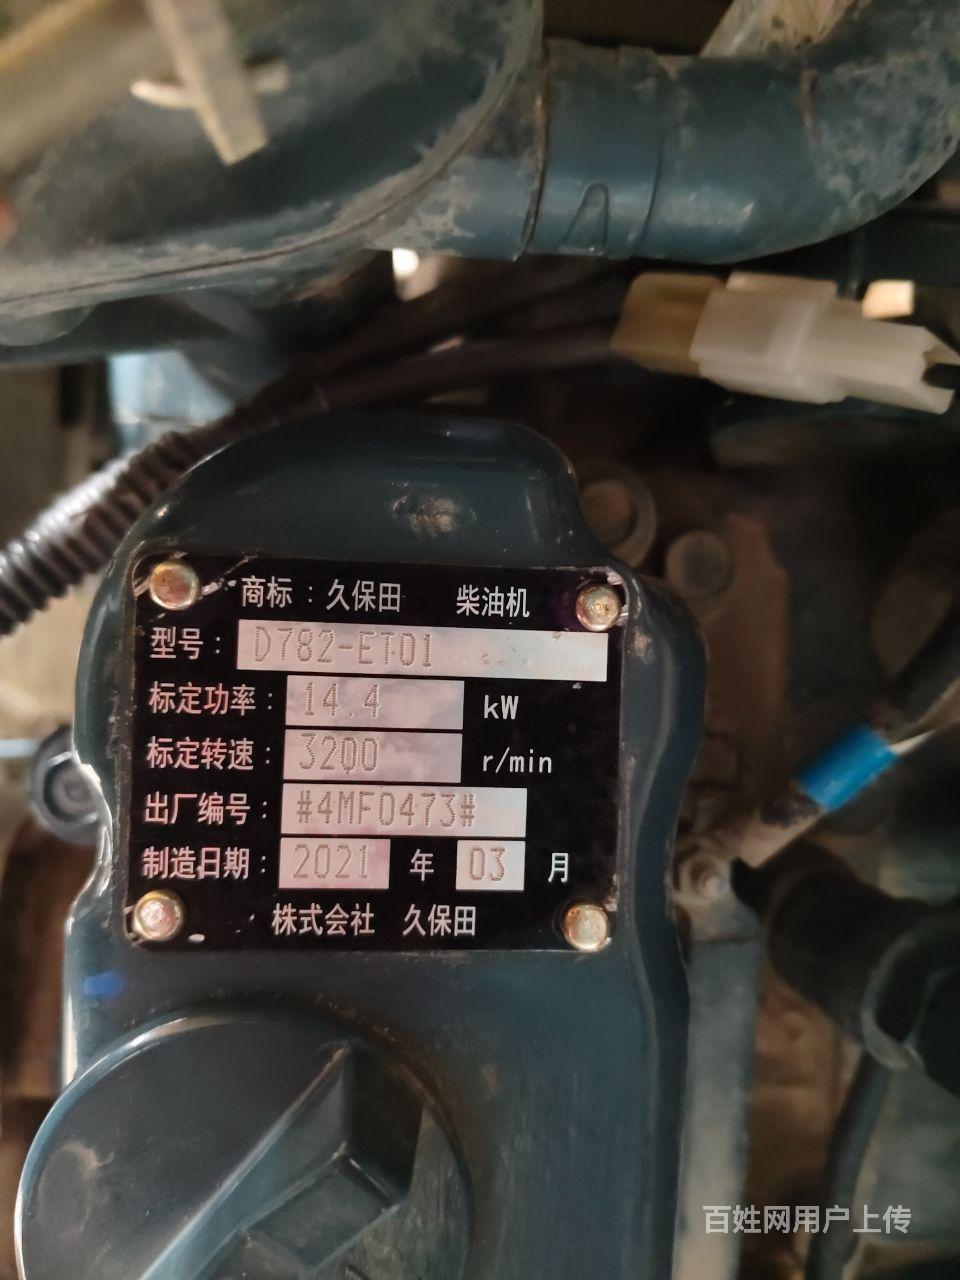 商标：久保田 柴油机
型号： D782-ET01
标定功率： 14.4 kW
标定转速： 3200 r/min
出厂编号： #4MF0473#
制造日期： 2021 年 03 月
株式会社 久保田
百姓网用户上传